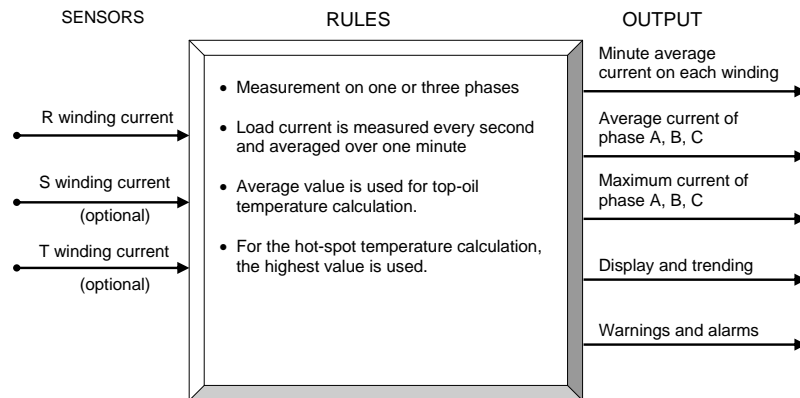 SENSORS
RULES
OUTPUT
R winding current
S winding current
(optional)
T winding current
(optional)
• Measurement on one or three phases
• Load current is measured every second
and averaged over one minute
• Average value is used for top-oil
temperature calculation.
• For the hot-spot temperature calculation,
the highest value is used.
Minute average
current on each winding
Average current of
phase A, B, C
Maximum current of
phase A, B, C
Display and trending
Warnings and alarms